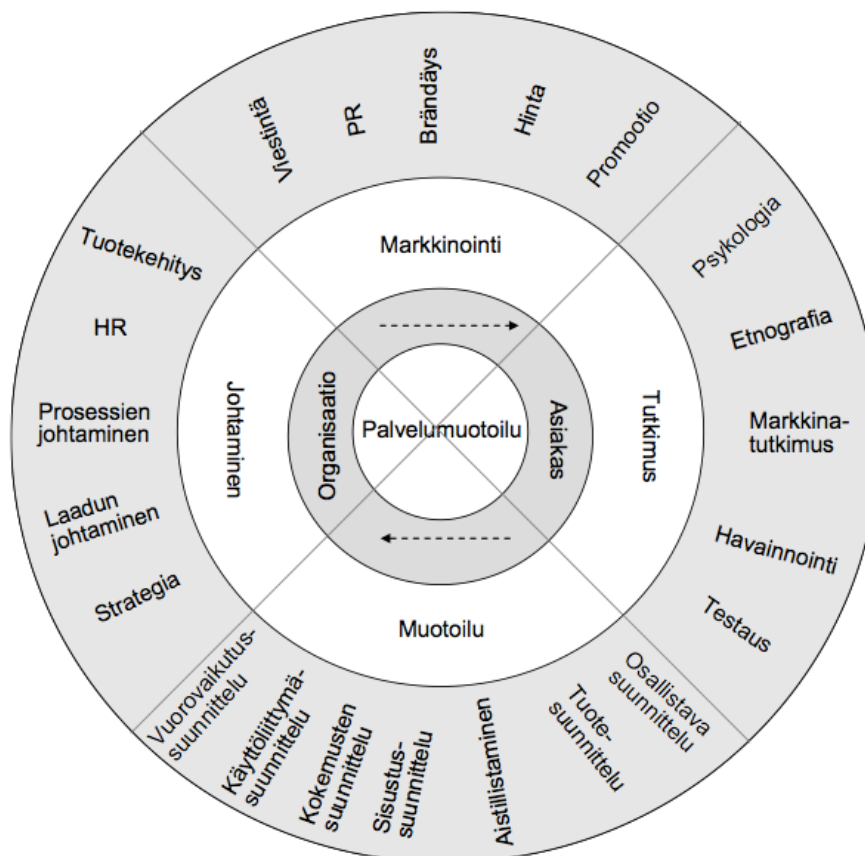 Viestintä
PR
Brändäys
Hinta
Promootio
Psykologia
Etnografia
Markkina-
tutkimus
Havainnointi
Testaus
Osallistava
suunnittelu
Tuote-
suunnittelu
Aistillistaminen
Sisustus-
suunnittelu
Kokemusten
suunnittelu
Käyttöliittymä-
suunnittelu
Vuorovaikutus-
suunnittelu
Strategia
Laadun
johtaminen
Prosessien
johtaminen
HR
Tuotekehitys
Markkinointi
Tutkimus
Muotoilu
Johtaminen
Organisaatio
Asiakas
Palvelumuotoilu